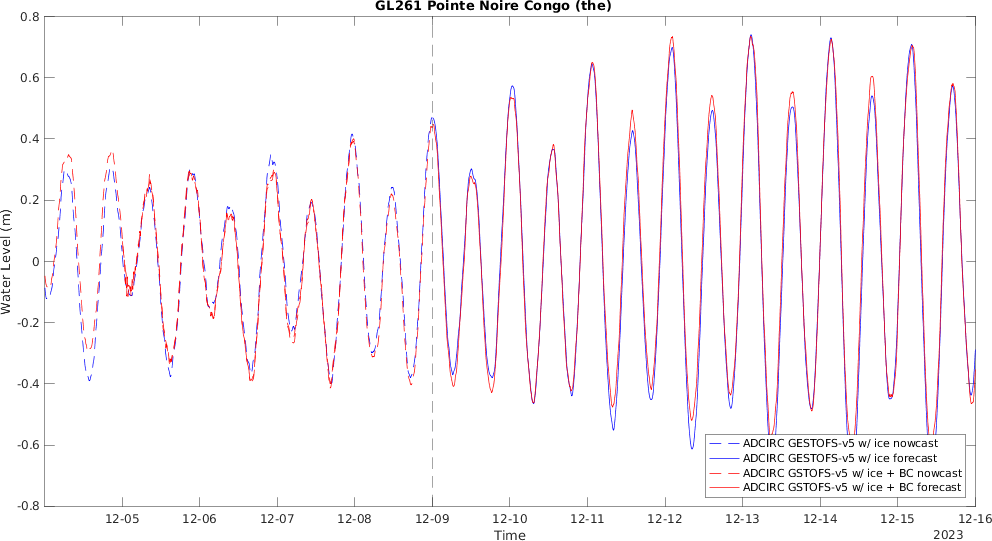 GL261 Pointe Noire Congo (the)
0.8
0.6
0.4
0.2
0
-0.2
-0.4
-0.6
-0.8
Water Level (m)
12-05 12-06 12-07 12-08 12-09 12-10 12-11 12-12 12-13 12-14 12-15 12-16
Time
2023
ADCIRC GESTOFS-v5 w/ ice nowcast
ADCIRC GESTOFS-v5 w/ ice forecast
ADCIRC GSTOFS-v5 w/ ice + BC nowcast
ADCIRC GSTOFS-v5 w/ ice + BC forecast